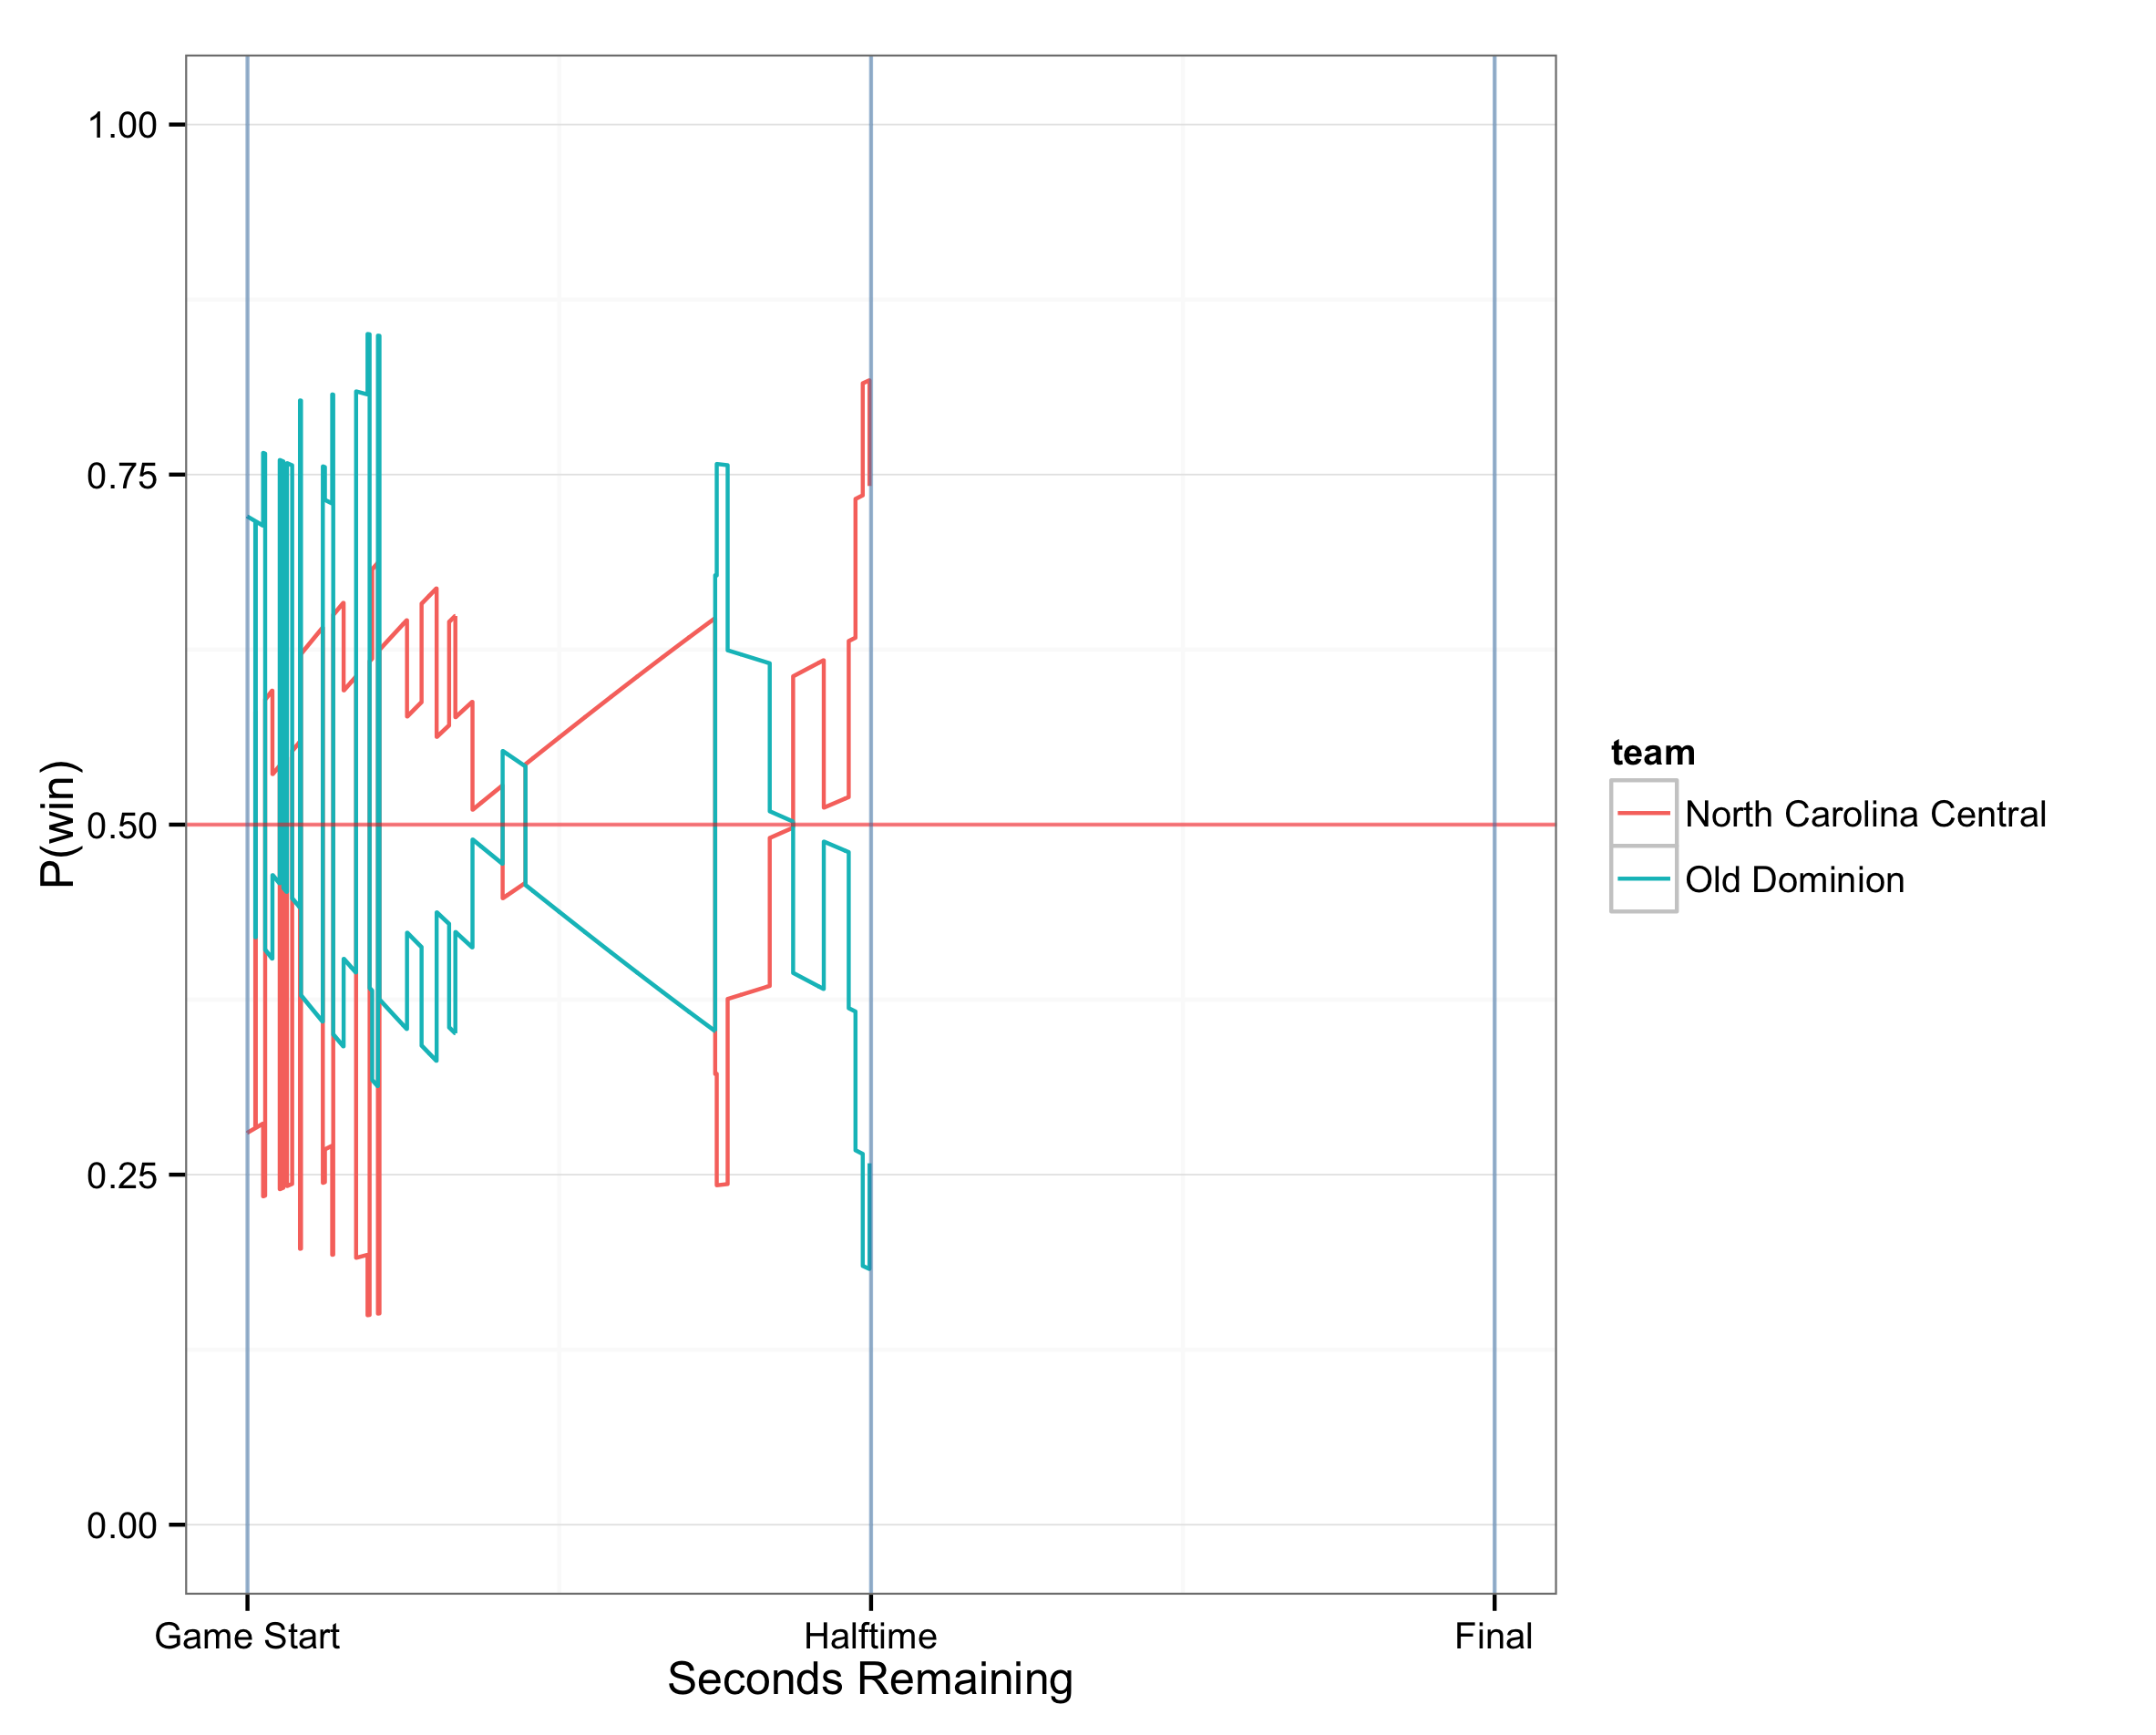 1.00
0.75
0.50
0.25
0.00
P(win)
Game Start
Halftime
Final
Seconds Remaining
team
North Carolina Central
Old Dominion